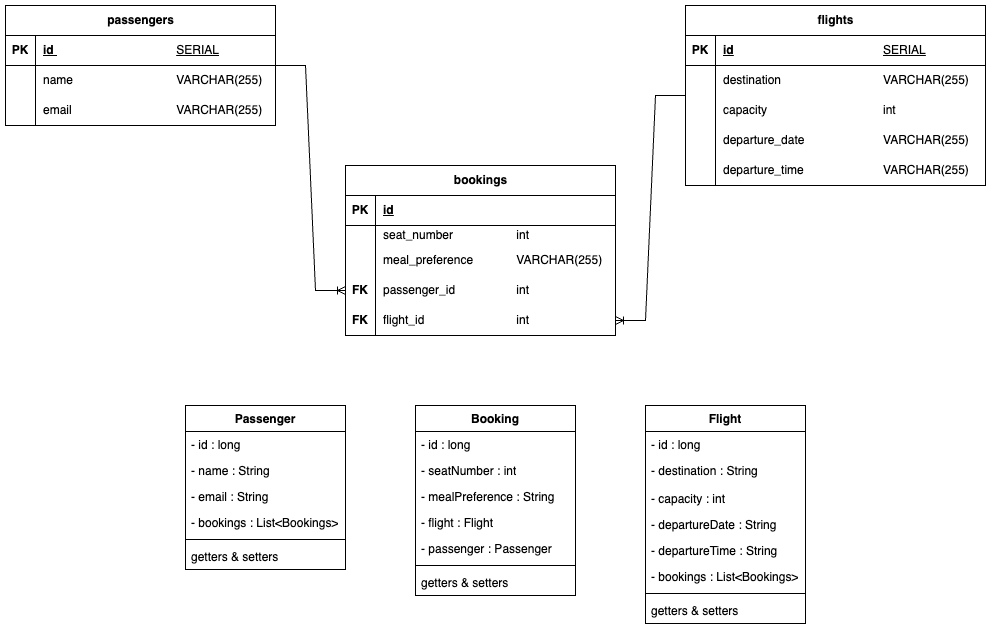 passengers
PK id SERIAL
name VARCHAR(255)
email VARCHAR(255)
flights
PK id SERIAL
destination VARCHAR(255)
capacity int
departure_date VARCHAR(255)
departure_time VARCHAR(255)
bookings
PK id
seat_number int
meal_preference VARCHAR(255)
FK passenger_id int
FK flight_id int
Passenger
- id : long
- name : String
- email : String
- bookings : List<Bookings>
getters & setters
Booking
- id : long
- seatNumber : int
- mealPreference : String
- flight : Flight
- passenger : Passenger
getters & setters
Flight
- id : long
- destination : String
- capacity : int
- departureDate : String
- departureTime : String
- bookings : List<Bookings>
getters & setters